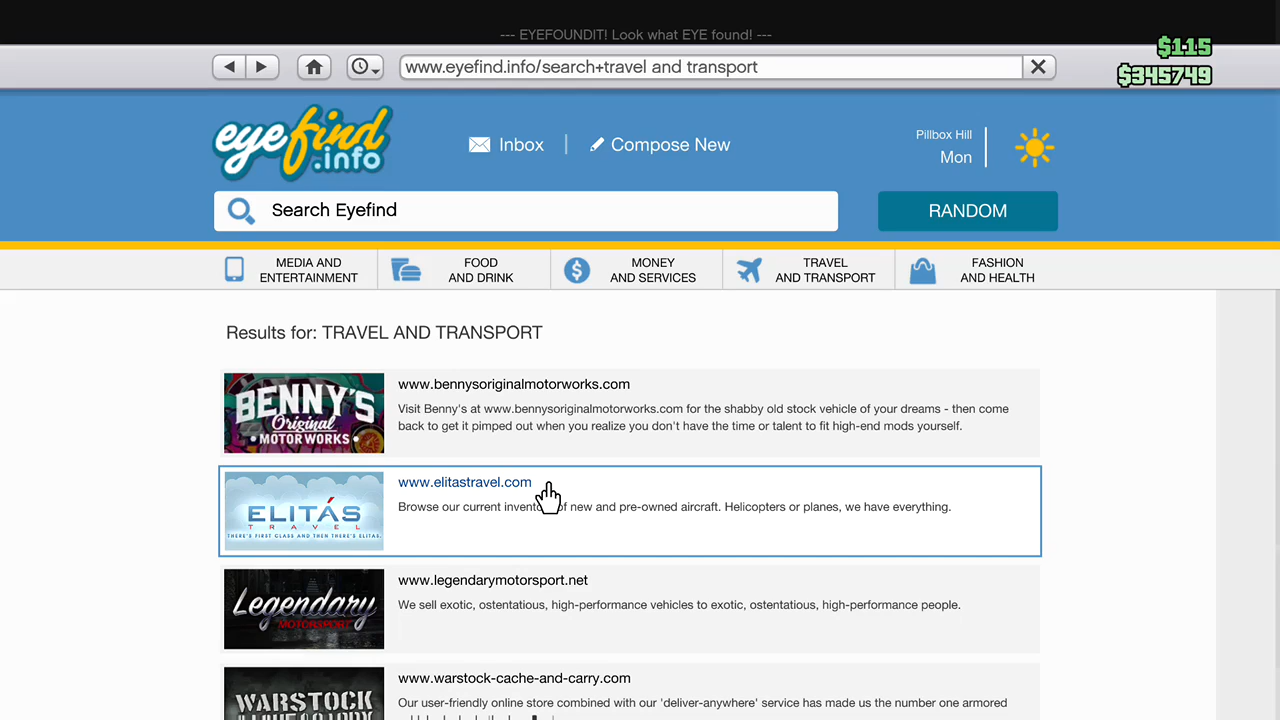 --- EYEFOUNDIT! Look what EYE found! ---
$115
www.eyefind.info/search+travel and transport
$345749
eyefind
.info
Inbox
Compose New
Pillbox Hill
Mon
Search Eyefind
RANDOM
MEDIA AND
ENTERTAINMENT
FOOD
AND DRINK
MONEY
AND SERVICES
TRAVEL
AND TRANSPORT
FASHION
AND HEALTH
Results for: TRAVEL AND TRANSPORT
BENNY'S
Original
MOTOR WORKS
www.bennysoriginalmotorworks.com
Visit Benny's at www.bennysoriginalmotorworks.com for the shabby old stock vehicle of your dreams - then come
back to get it pimped out when you realize you don't have the time or talent to fit high-end mods yourself.
ELITÁS
TRAVEL
THERE'S FIRST CLASS AND THEN THERE'S ELITAS.
www.elitastravel.com
Browse our current invento of new and pre-owned aircraft. Helicopters or planes, we have everything.
Legendary
MOTORSPORT
www.legendarymotorsport.net
We sell exotic, ostentatious, high-performance vehicles to exotic, ostentatious, high-performance people.
WARSTOCK
www.warstock-cache-and-carry.com
Our user-friendly online store combined with our 'deliver-anywhere' service has made us the number one armored